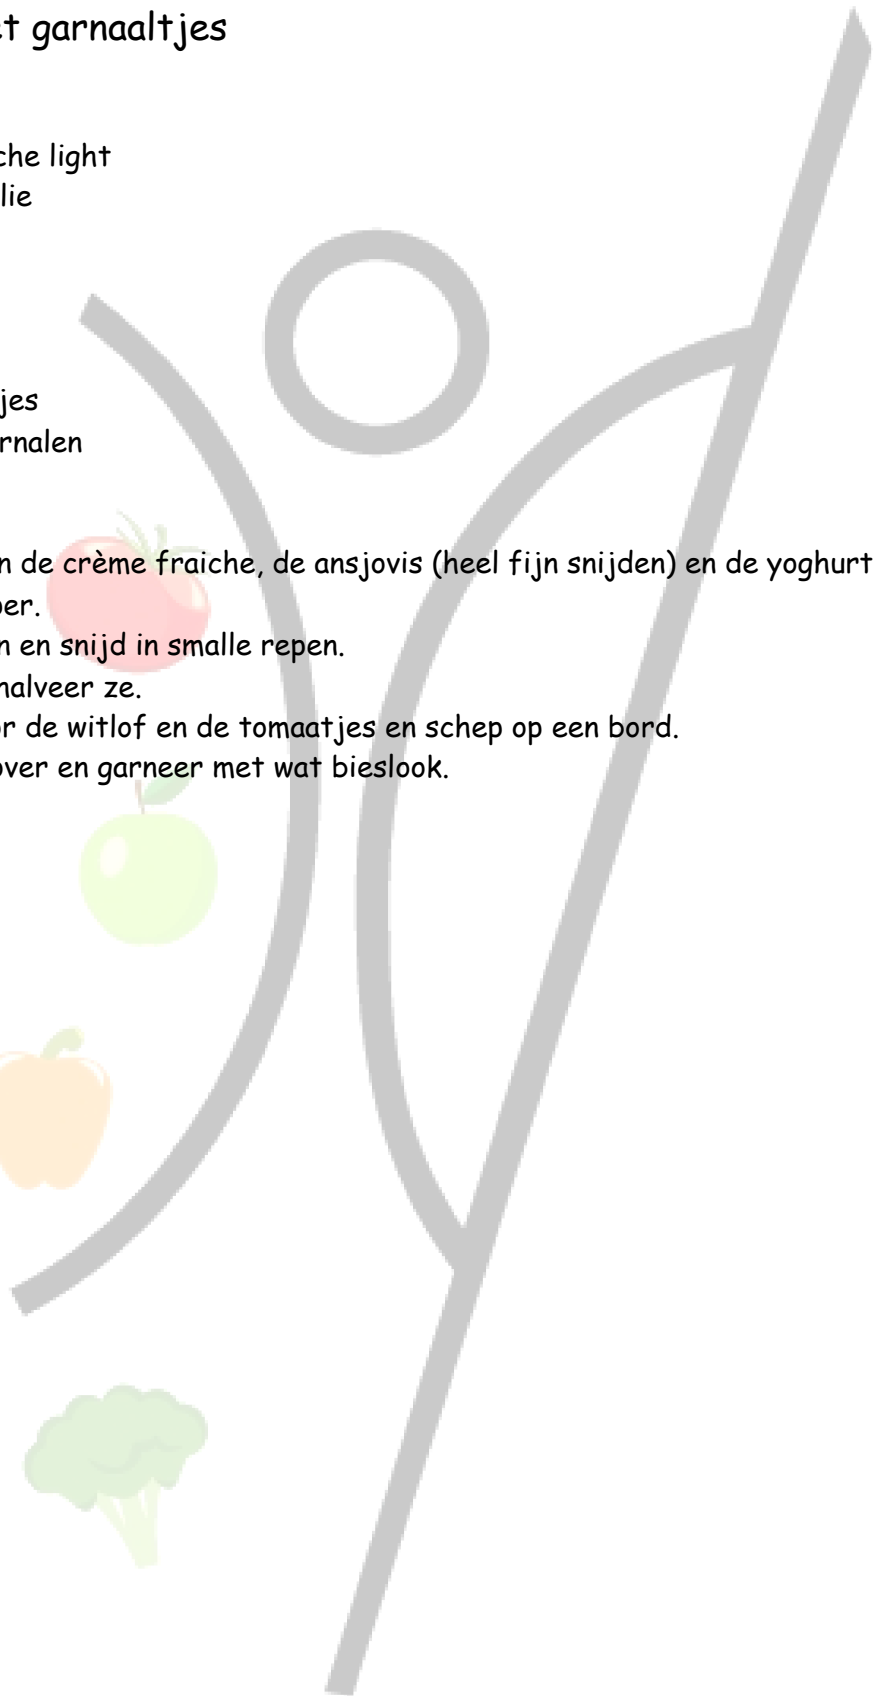 t garnaaltjes
che light
lie
jes
rnalen
n de crème fraiche, de ansjovis (heel fijn snijden) en de yoghurt
er.
n en snijd in smalle repen.
halveer ze.
r de witlof en de tomaatjes en schep op een bord.
over en garneer met wat bieslook.